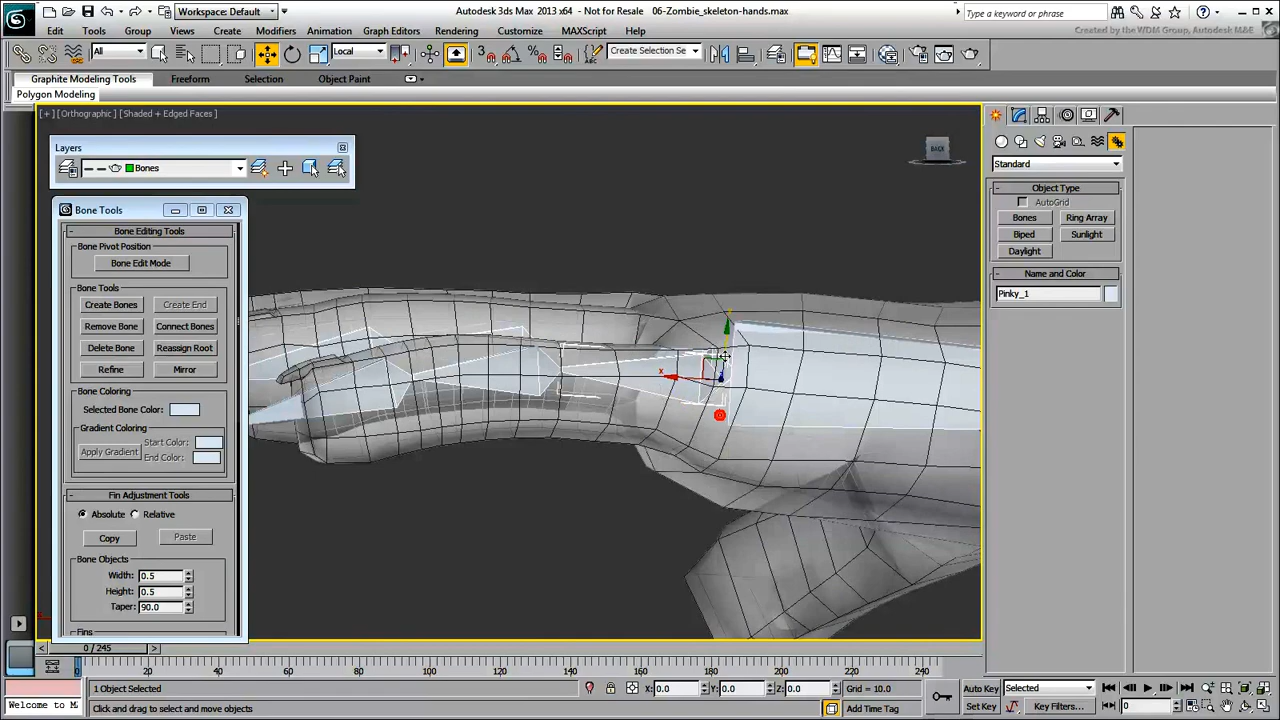 Workspace: Default
Autodesk 3ds Max 2013 x64 - Not for Resale 06-Zombie_skeleton-hands.max
Type a keyword or phrase
Created by the WDM Group, Autodesk M&E
Edit Tools Group Views Create Modifiers Animation Graph Editors Rendering Customize MAXScript Help
All Local Create Selection Se
Graphite Modeling Tools Freeform Selection Object Paint
Polygon Modeling
[+] [Orthographic] [Shaded + Edged Faces]
BACK
Layers
Bones
Standard
Object Type
AutoGrid
Bones Ring Array
Biped Sunlight
Daylight
Name and Color
Pinky_1
Bone Tools
Bone Editing Tools
Bone Pivot Position
Bone Edit Mode
Bone Tools
Create Bones Create End
Remove Bone Connect Bones
Delete Bone Reassign Root
Refine Mirror
Bone Coloring
Selected Bone Color:
Gradient Coloring
Apply Gradient Start Color:
End Color:
Fin Adjustment Tools
Absolute Relative
Copy Paste
Bone Objects
Width: 0.5
Height: 0.5
Taper: 90.0
Fins
x
0 / 245
0 20 40 60 80 100 120 140 160 180 200 220 240
1 Object Selected X: 0.0 Y: 0.0 Z: 0.0 Grid = 10.0 Auto Key Selected
Welcome to M Click and drag to select and move objects Add Time Tag Set Key Key Filters... 0